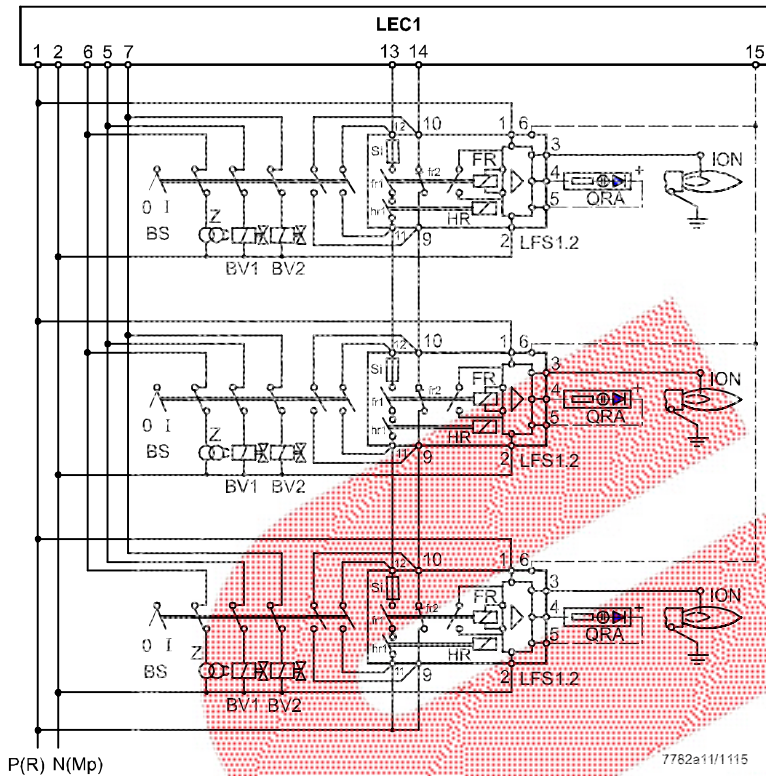 LEC1
1 2 6 5 7 13 14 15
12 10 1 6
Si FR 3 ION
fr1 fr2 4 +
0 I Z hr1 HR 5 QRA
BS 11 9 2 LFS1.2
BV1 BV2
12 10 1 6
Si FR 3 ION
fr1 fr2 4 +
0 I Z hr1 HR 5 QRA
BS 11 9 2 LFS1.2
BV1 BV2
12 10 1 6
Si FR 3 ION
fr1 fr2 4 +
0 I Z hr1 HR 5 QRA
BS 11 9 2 LFS1.2
BV1 BV2
P(R) N(Mp) 7762a11/1115